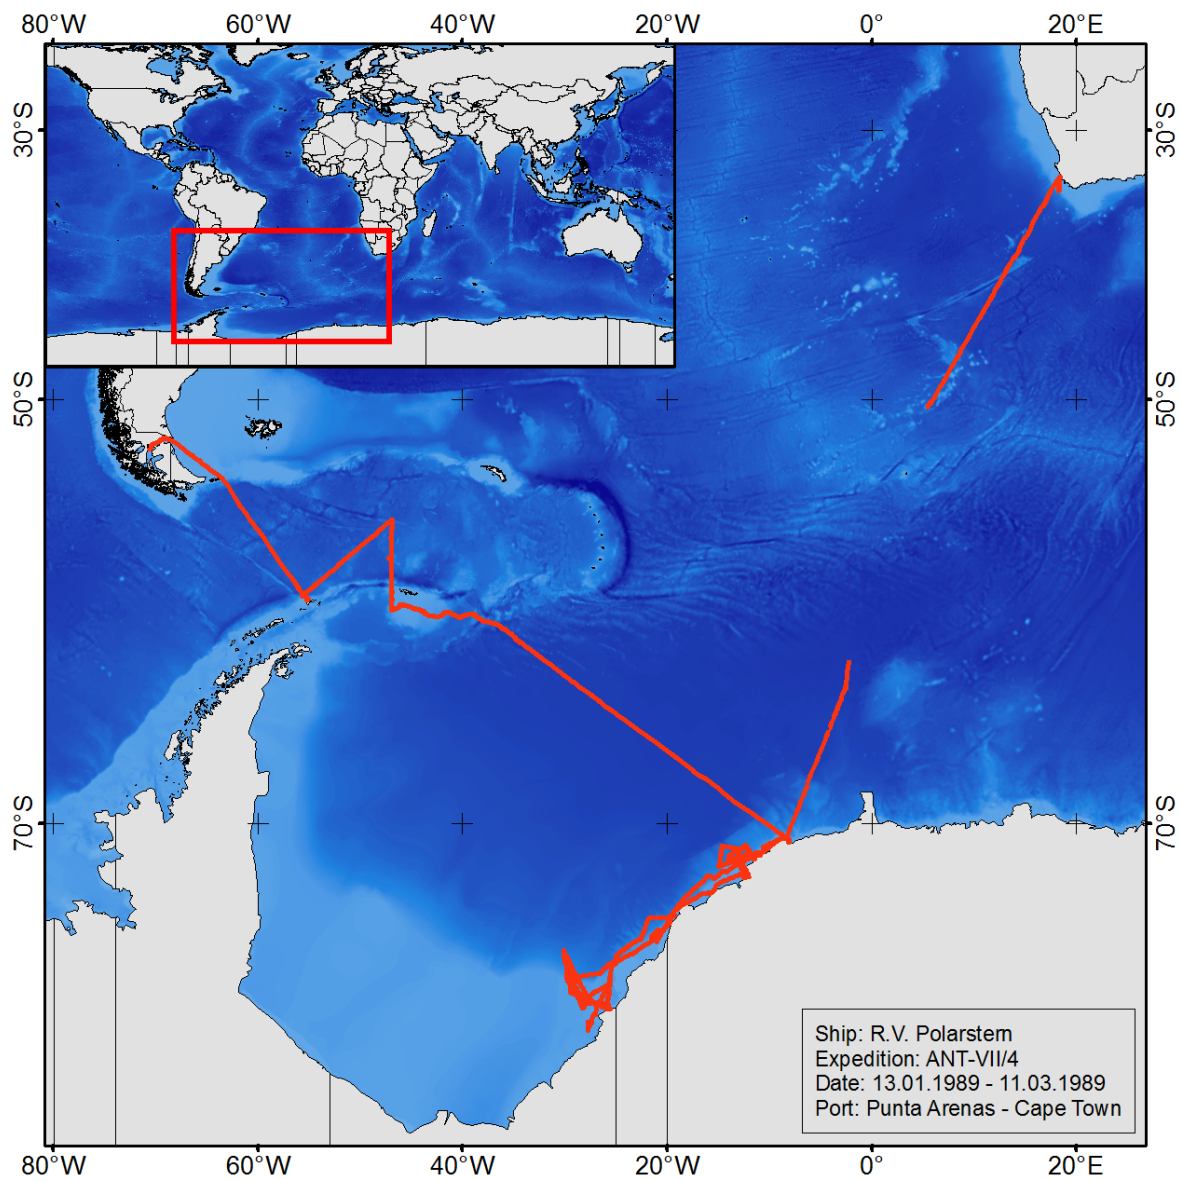 80°W 60°W 40°W 20°W 0° 20°E
30°S 30°S
50°S 50°S
70°S 70°S
Ship: R.V. Polarstern
Expedition: ANT-VII/4
Date: 13.01.1989 - 11.03.1989
Port: Punta Arenas - Cape Town
80°W 60°W 40°W 20°W 0° 20°E